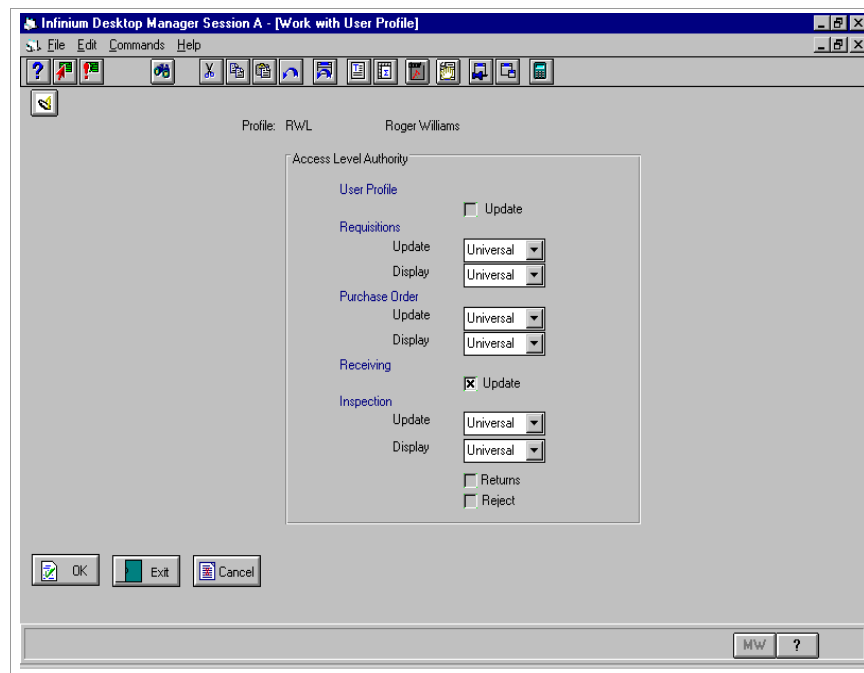 Infinium Desktop Manager Session A - [Work with User Profile]
File Edit Commands Help
Profile: RWL Roger Williams
Access Level Authority
User Profile
Update
Requisitions
Update Universal
Display Universal
Purchase Order
Update Universal
Display Universal
Receiving
Update
Inspection
Update Universal
Display Universal
Returns
Reject
OK Exit Cancel
MW ?